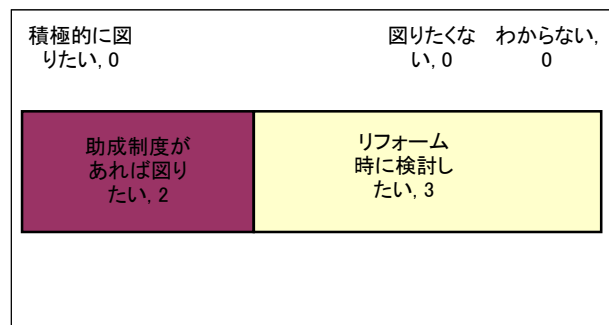 積極的に図
りたい, 0
図りたくな
い, 0
わからない,
0
助成制度が
あれば図り
たい, 2
リフォーム
時に検討し
たい, 3